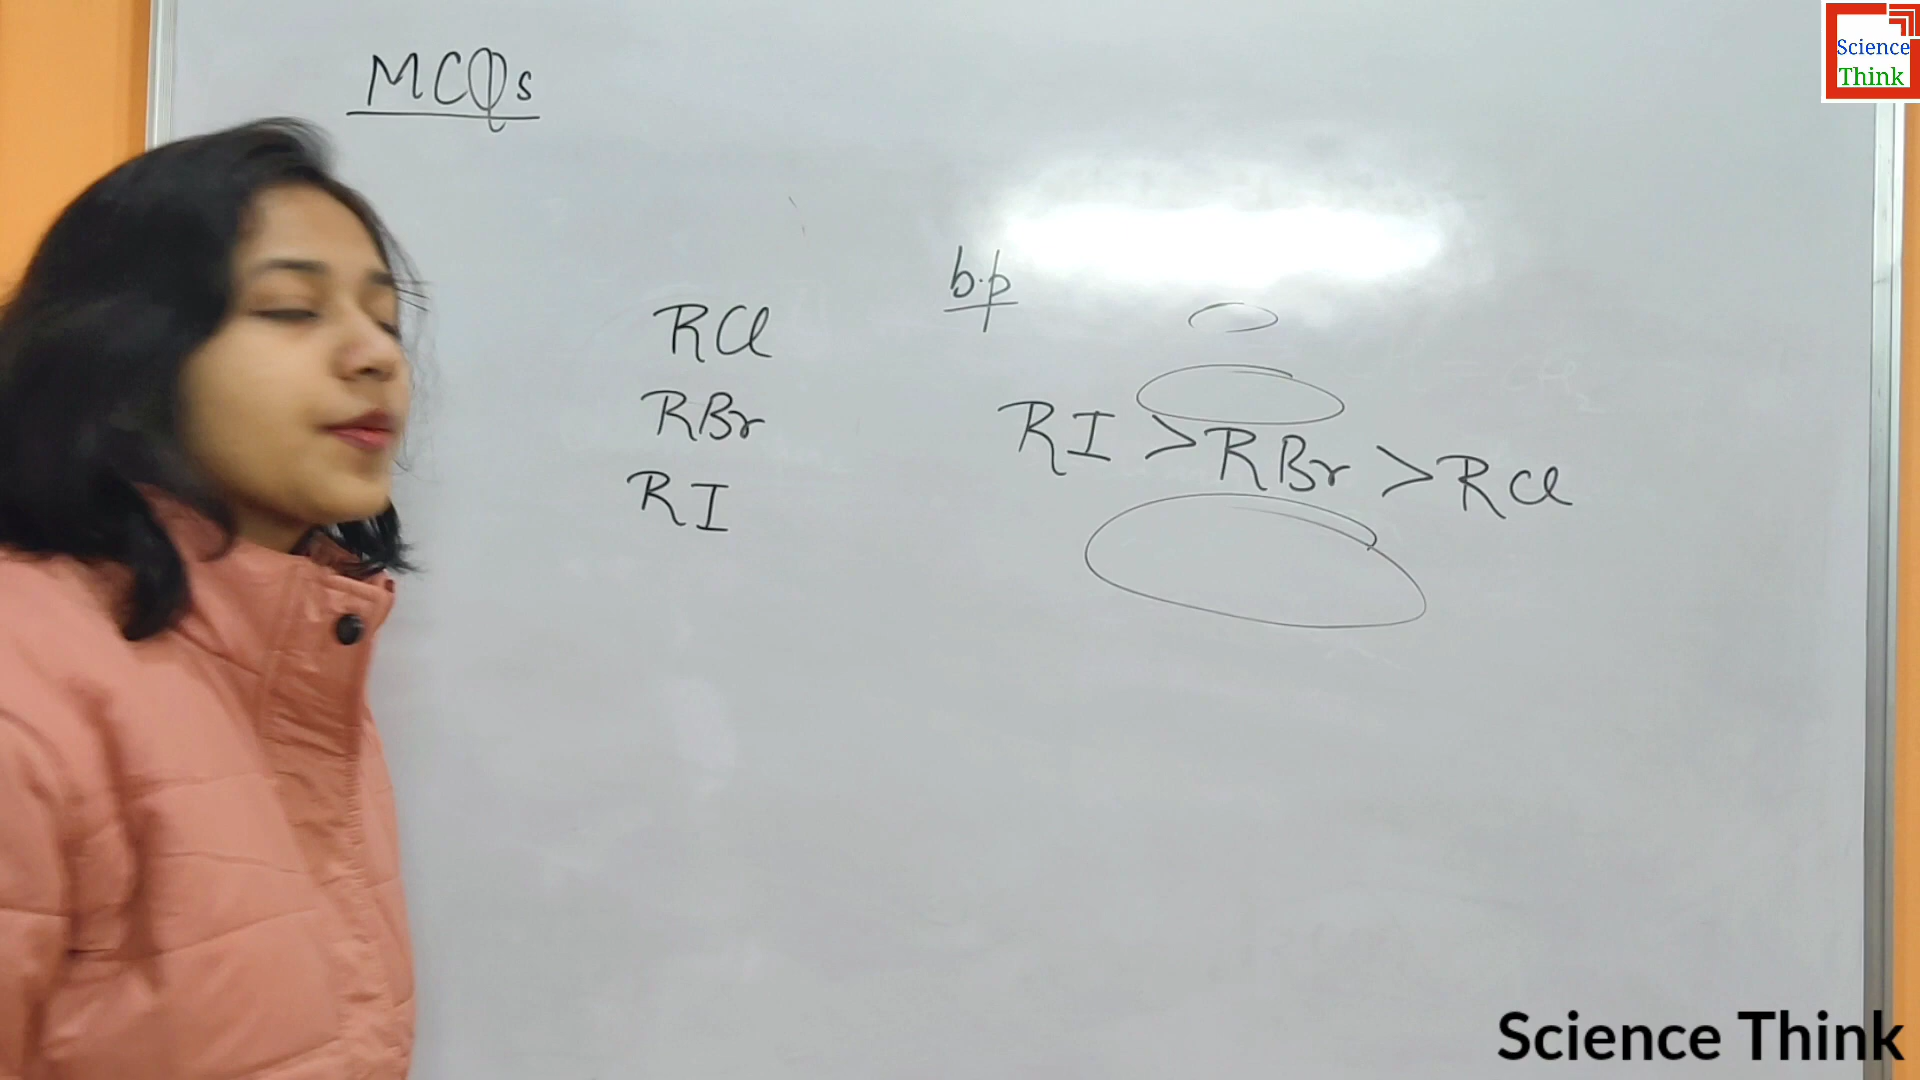 MCQs
Science
Think
b.p
RCl
RBr
RI
RI > RBr > RCl
Science Think